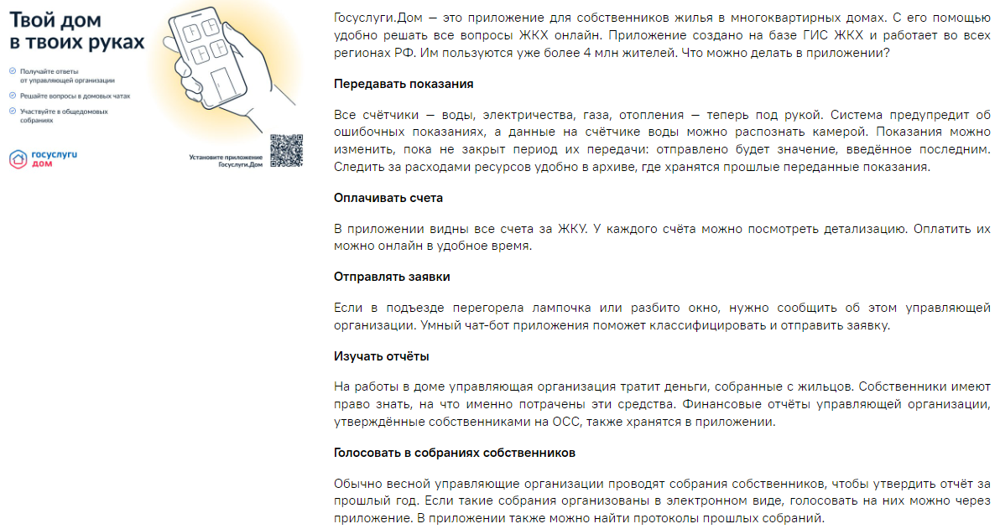 Твой дом
в твоих руках
Получайте ответы
от управляющей организации
Решайте вопросы в домовых чатах
Участвуйте в общедомовых
собраниях
госуслуги
дом
Установите приложение
Госуслуги.Дом
Госуслуги.Дом — это приложение для собственников жилья в многоквартирных домах. С его помощью
удобно решать все вопросы ЖКХ онлайн. Приложение создано на базе ГИС ЖКХ и работает во всех
регионах РФ. Им пользуются уже более 4 млн жителей. Что можно делать в приложении?
Передавать показания
Все счётчики — воды, электричества, газа, отопления — теперь под рукой. Система предупредит об
ошибочных показаниях, а данные на счётчике воды можно распознать камерой. Показания можно
изменить, пока не закрыт период их передачи: отправлено будет значение, введённое последним.
Следить за расходами ресурсов удобно в архиве, где хранятся прошлые переданные показания.
Оплачивать счета
В приложении видны все счета за ЖКУ. У каждого счёта можно посмотреть детализацию. Оплатить их
можно онлайн в удобное время.
Отправлять заявки
Если в подъезде перегорела лампочка или разбито окно, нужно сообщить об этом управляющей
организации. Умный чат-бот приложения поможет классифицировать и отправить заявку.
Изучать отчёты
На работы в доме управляющая организация тратит деньги, собранные с жильцов. Собственники имеют
право знать, на что именно потрачены эти средства. Финансовые отчёты управляющей организации,
утверждённые собственниками на ОСС, также хранятся в приложении.
Голосовать в собраниях собственников
Обычно весной управляющие организации проводят собрания собственников, чтобы утвердить отчёт за
прошлый год. Если такие собрания организованы в электронном виде, голосовать на них можно через
приложение. В приложении также можно найти протоколы прошлых собраний.